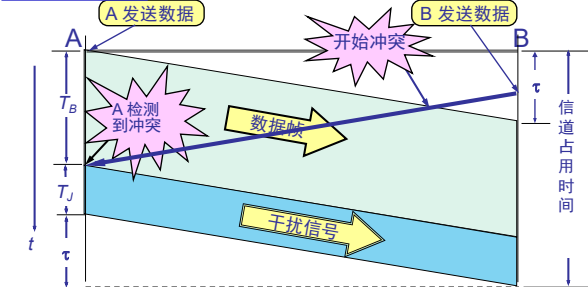 A 发送数据
B 发送数据
A
B
开始冲突
τ
T_B
A 检测
到冲突
数据帧
信道占用时间
T_J
干扰信号
t
τ